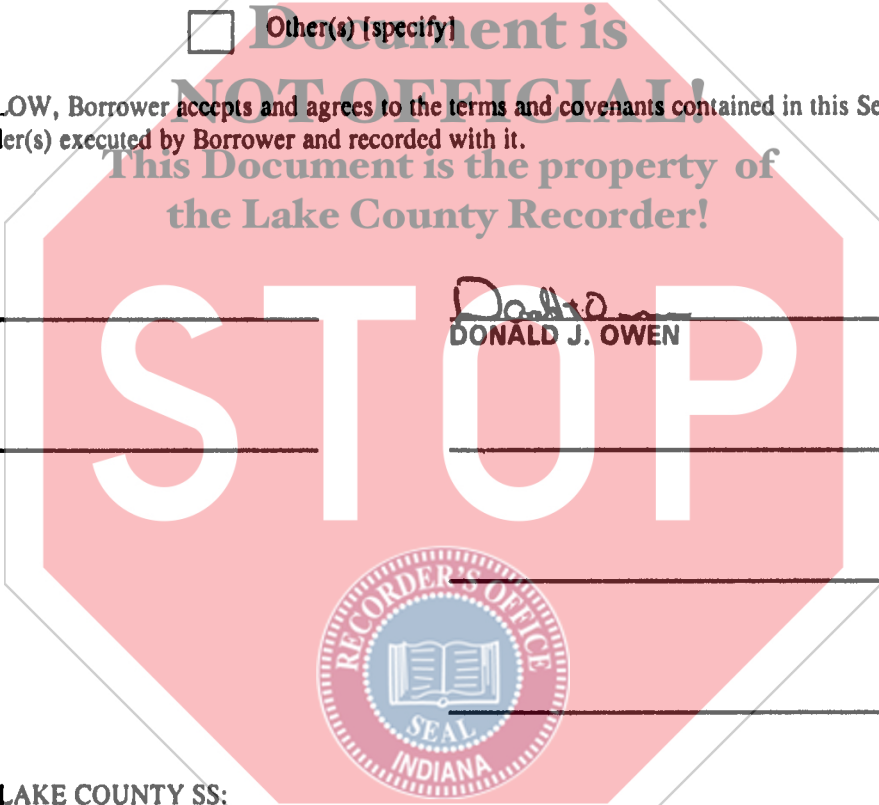 Other(s) [specify]
Document is
NOT OFFICIAL!
LOW, Borrower accepts and agrees to the terms and covenants contained in this Se
er(s) executed by Borrower and recorded with it.
This Document is the property of
the Lake County Recorder!
STOP
DONALD J. OWEN
RECORDER'S OFFICE
SEAL
INDIANA
LAKE COUNTY SS: